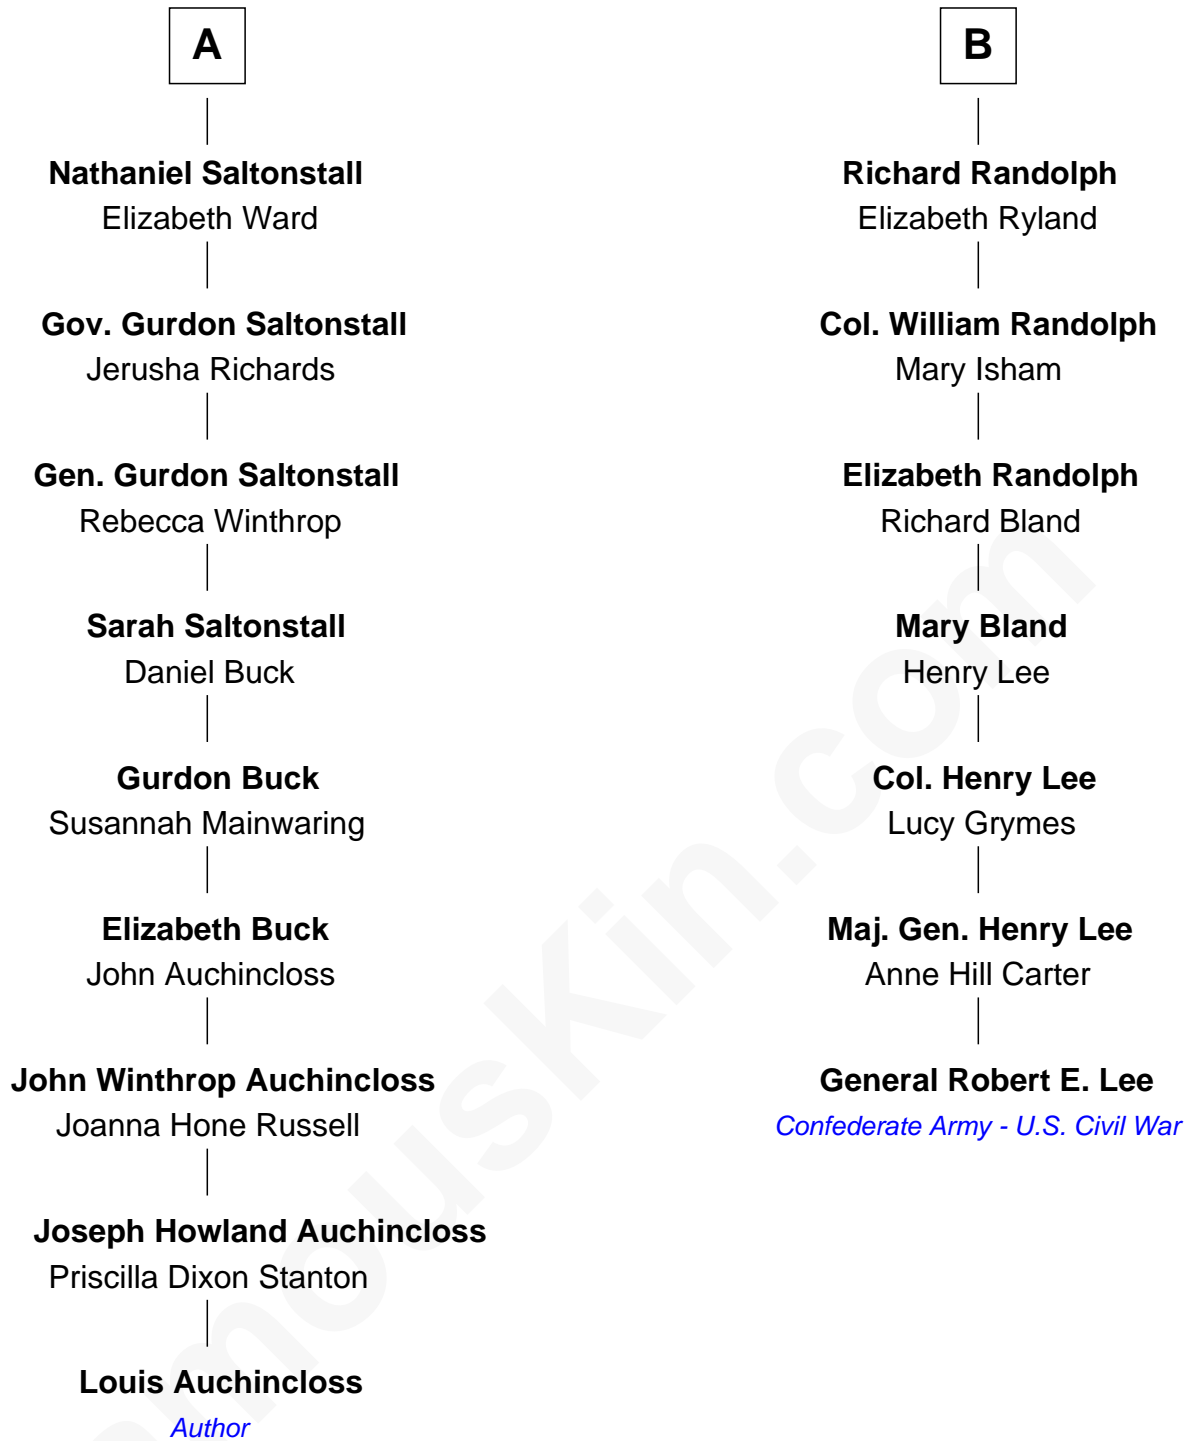 A
Nathaniel Saltonstall
Elizabeth Ward
Gov. Gurdon Saltonstall
Jerusha Richards
Gen. Gurdon Saltonstall
Rebecca Winthrop
Sarah Saltonstall
Daniel Buck
Gurdon Buck
Susannah Mainwaring
Elizabeth Buck
John Auchincloss
John Winthrop Auchincloss
Joanna Hone Russell
Joseph Howland Auchincloss
Priscilla Dixon Stanton
Louis Auchincloss
Author
B
Richard Randolph
Elizabeth Ryland
Col. William Randolph
Mary Isham
Elizabeth Randolph
Richard Bland
Mary Bland
Henry Lee
Col. Henry Lee
Lucy Grymes
Maj. Gen. Henry Lee
Anne Hill Carter
General Robert E. Lee
Confederate Army - U.S. Civil War
amousKin.com